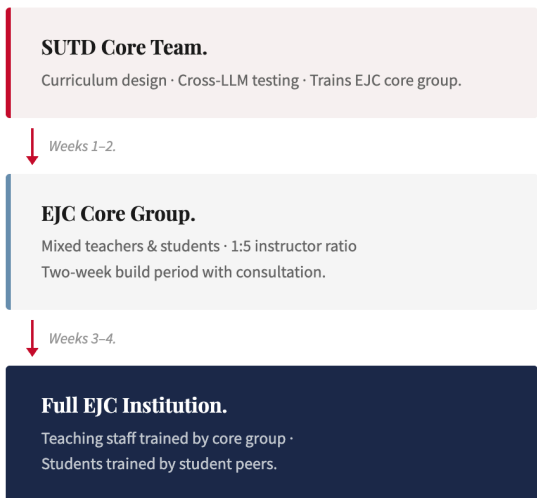 SUTD Core Team.
Curriculum design · Cross-LLM testing · Trains EJC core group.
Weeks 1–2.
EJC Core Group.
Mixed teachers & students · 1:5 instructor ratio
Two-week build period with consultation.
Weeks 3–4.
Full EJC Institution.
Teaching staff trained by core group ·
Students trained by student peers.